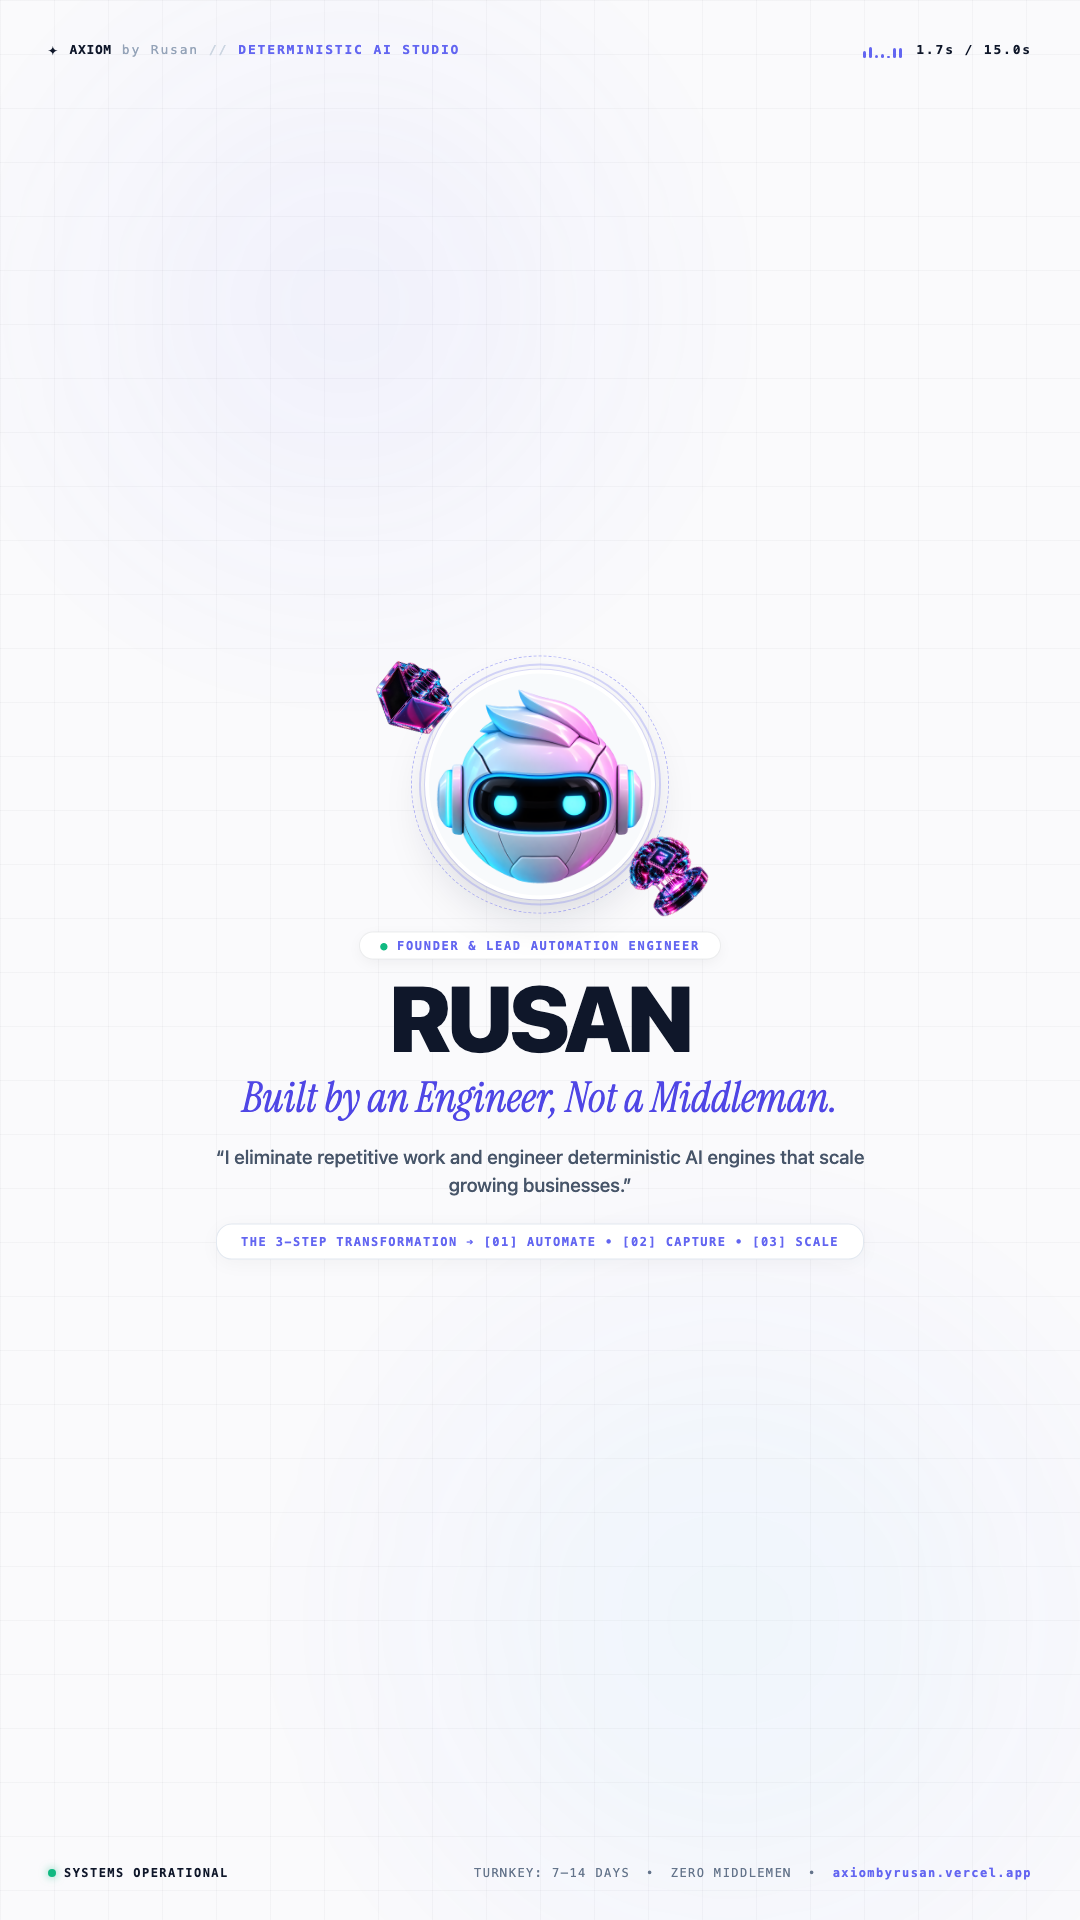 ✦ AXIOM by Rusan // DETERMINISTIC AI STUDIO
1.7s / 15.0s
AI
● FOUNDER & LEAD AUTOMATION ENGINEER
RUSAN
Built by an Engineer, Not a Middleman.
“I eliminate repetitive work and engineer deterministic AI engines that scale
growing businesses.”
THE 3–STEP TRANSFORMATION → [01] AUTOMATE • [02] CAPTURE • [03] SCALE
● SYSTEMS OPERATIONAL
TURNKEY: 7–14 DAYS • ZERO MIDDLEMEN • axiombyrusan.vercel.app